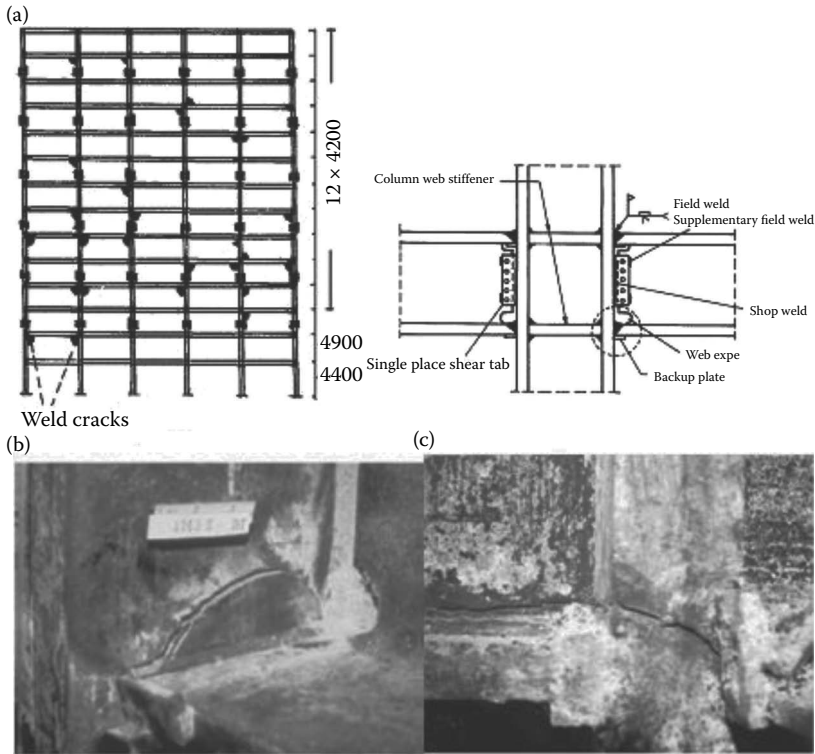 (a)
12 × 4200
4900
4400
Weld cracks
Column web stiffener
Field weld
Supplementary field weld
Shop weld
Single place shear tab
Web expe
Backup plate
(b)
(c)